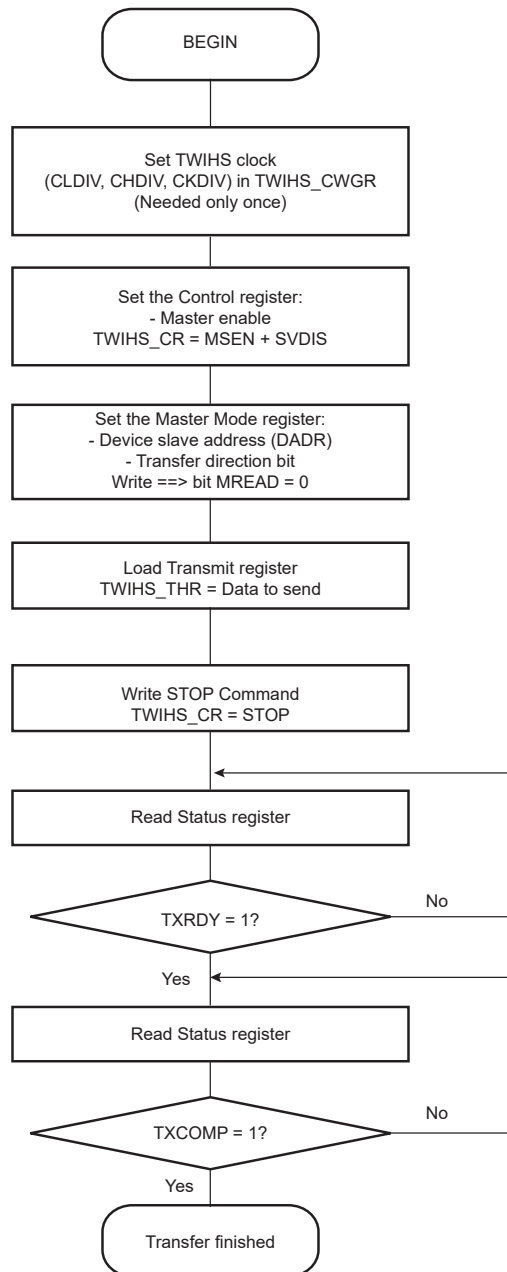 BEGIN
Set TWIHS clock
(CLDIV, CHDIV, CKDIV) in TWIHS_CWGR
(Needed only once)
Set the Control register:
- Master enable
TWIHS_CR = MSEN + SVDIS
Set the Master Mode register:
- Device slave address (DADR)
- Transfer direction bit
Write ==> bit MREAD = 0
Load Transmit register
TWIHS_THR = Data to send
Write STOP Command
TWIHS_CR = STOP
Read Status register
TXRDY = 1?
No
Yes
Read Status register
TXCOMP = 1?
No
Yes
Transfer finished